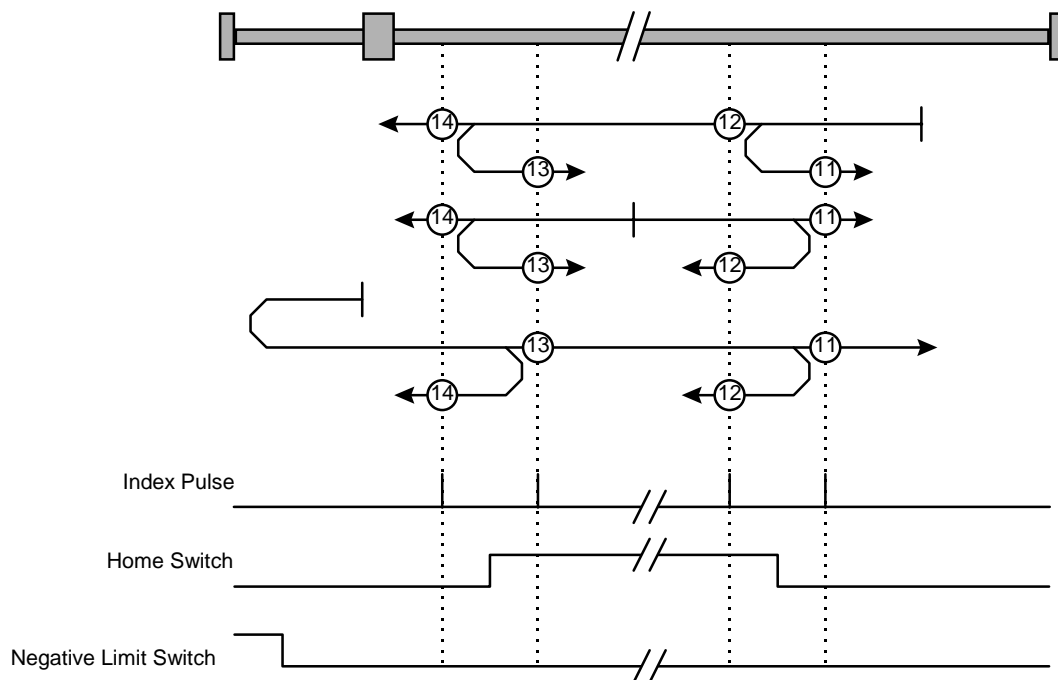 14 12
13 11
14 11
13 12
13 11
14 12
Index Pulse
Home Switch
Negative Limit Switch